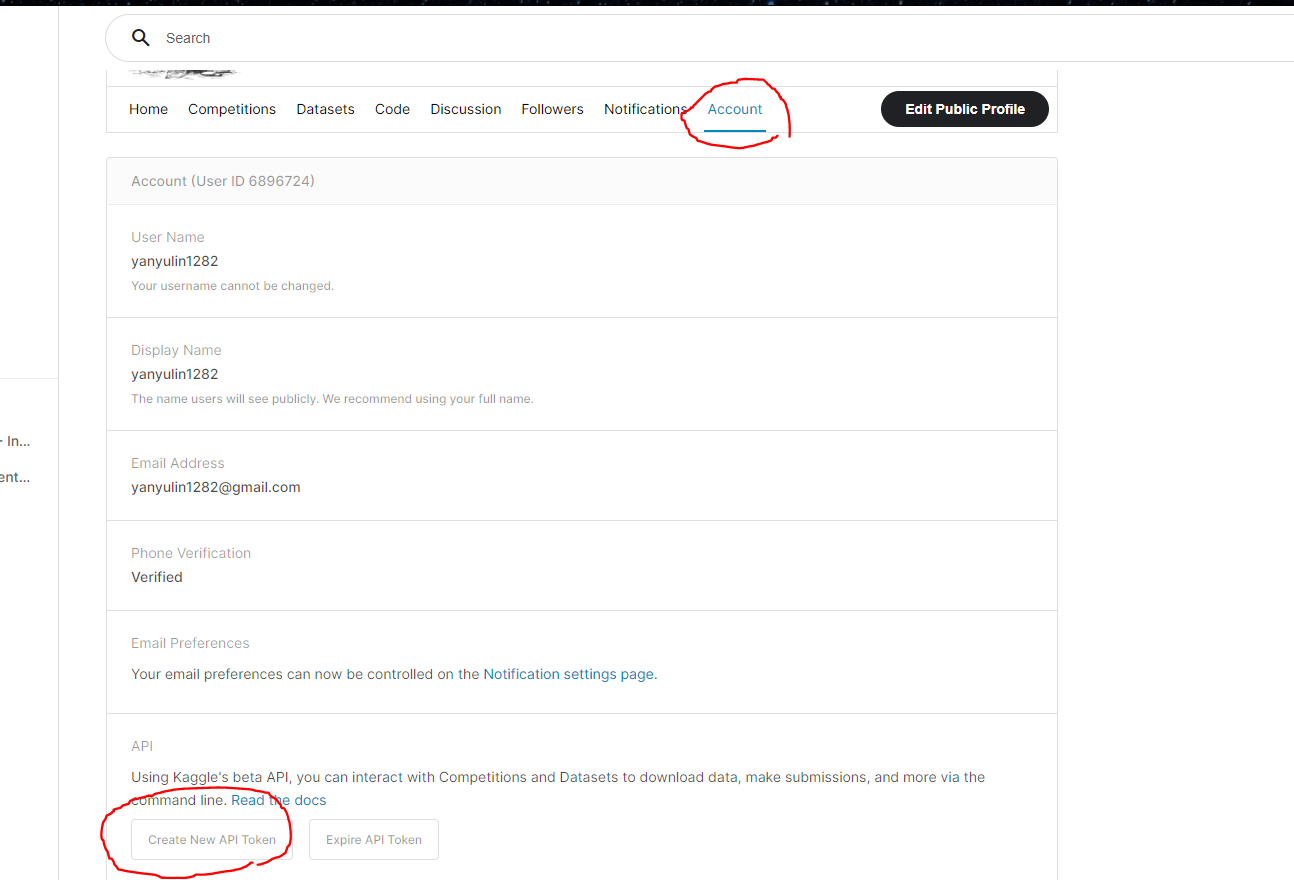 Search
Home Competitions Datasets Code Discussion Followers Notifications Account Edit Public Profile
Account (User ID 6896724)
User Name
yanyulin1282
Your username cannot be changed.
Display Name
yanyulin1282
The name users will see publicly. We recommend using your full name.
- In...
Email Address
ent...
yanyulin1282@gmail.com
Phone Verification
Verified
Email Preferences
Your email preferences can now be controlled on the Notification settings page.
API
Using Kaggle's beta API, you can interact with Competitions and Datasets to download data, make submissions, and more via the
command line. Read the docs
Create New API Token Expire API Token